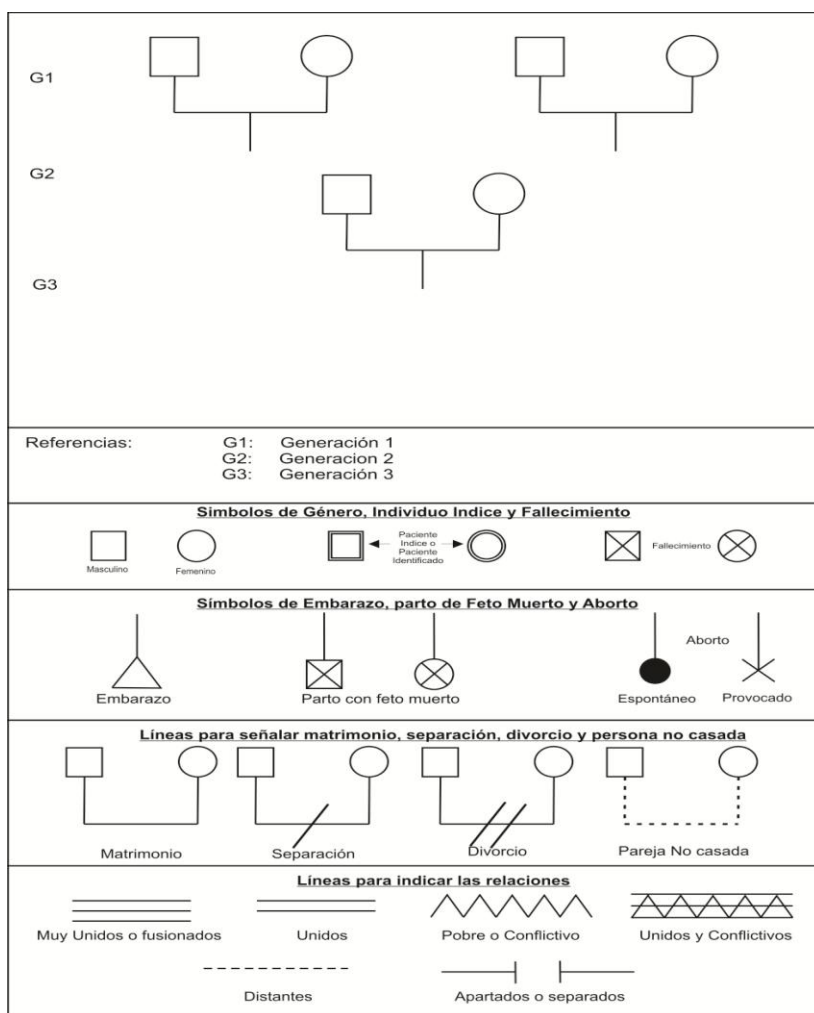 G1
G2
G3
Referencias: G1: Generación 1
G2: Generacion 2
G3: Generación 3
Simbolos de Género, Individuo Indice y Fallecimiento
Masculino
Femenino
Paciente
Indice o
Paciente
Identificado
Fallecimiento
Símbolos de Embarazo, parto de Feto Muerto y Aborto
Aborto
Embarazo
Parto con feto muerto
Espontáneo
Provocado
Líneas para señalar matrimonio, separación, divorcio y persona no casada
Matrimonio
Separación
Divorcio
Pareja No casada
Líneas para indicar las relaciones
Muy Unidos o fusionados
Unidos
Pobre o Conflictivo
Unidos y Conflictivos
Distantes
Apartados o separados